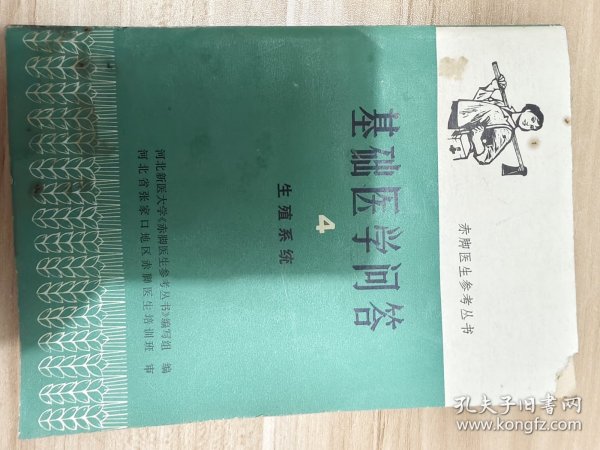 赤脚医生参考丛书
基础医学问答
4
生殖系统
河北新医大学《赤脚医生参考丛书》编写组 编
河北省张家口地区赤脚医生培训班 审
孔夫子旧书网
www.kongfz.com